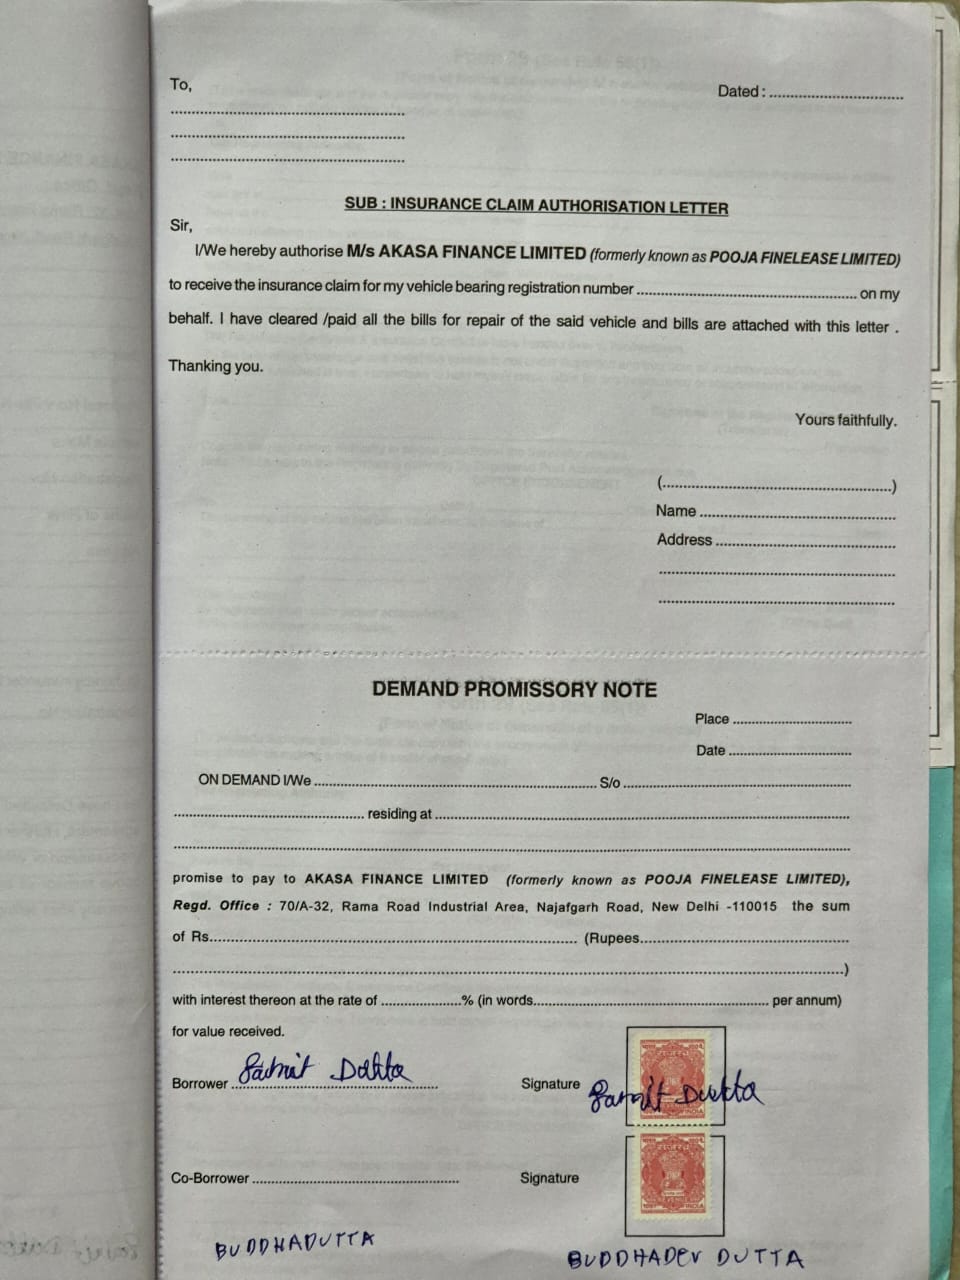 To,
Dated : ................................
............................................................
............................................................
............................................................
SUB : INSURANCE CLAIM AUTHORISATION LETTER
Sir,
I/We hereby authorise M/s AKASA FINANCE LIMITED (formerly known as POOJA FINELEASE LIMITED)
to receive the insurance claim for my vehicle bearing registration number ........................................................ on my
behalf. I have cleared /paid all the bills for repair of the said vehicle and bills are attached with this letter .
Thanking you.
Yours faithfully.
(..........................................................)
Name ..................................................
Address ..............................................
............................................................
............................................................
DEMAND PROMISSORY NOTE
Place ..............................
Date ...............................
ON DEMAND I/We ........................................................................ S/o ..........................................................
................................................ residing at ..........................................................................................................
............................................................................................................................................................................
promise to pay to AKASA FINANCE LIMITED (formerly known as POOJA FINELEASE LIMITED),
Regd. Office : 70/A-32, Rama Road Industrial Area, Najafgarh Road, New Delhi -110015 the sum
of Rs.............................................................................................. (Rupees.....................................................
............................................................................................................................................................................)
with interest thereon at the rate of ....................% (in words............................................................ per annum)
for value received.
Borrower Dutta
Signature Dutta
INDIA
Co-Borrower .....................................................
Signature
REVENUE
INDIA
BUDDHADUTTA
BUDDHADEV DUTTA